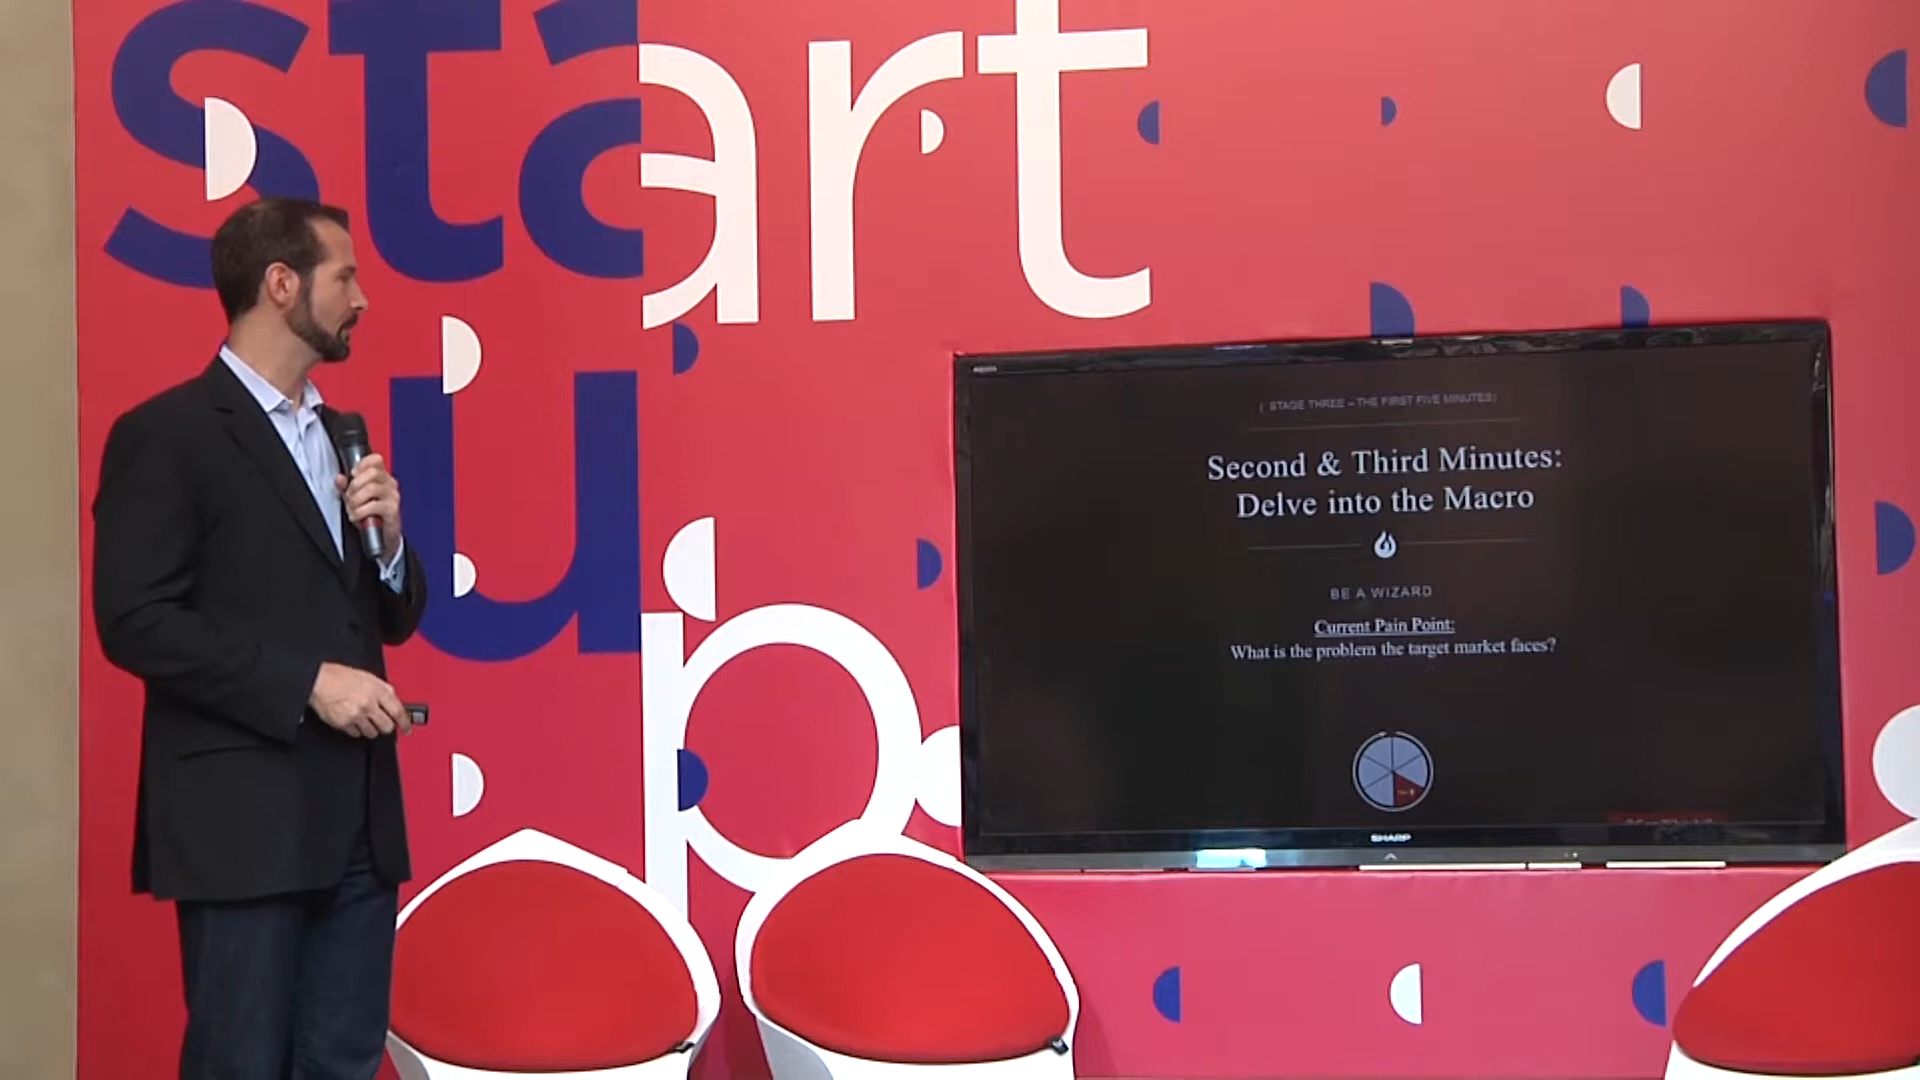 start
up
( STAGE THREE – THE FIRST FIVE MINUTES)
Second & Third Minutes:
Delve into the Macro
BE A WIZARD
Current Pain Point:
What is the problem the target market faces?
SHARP